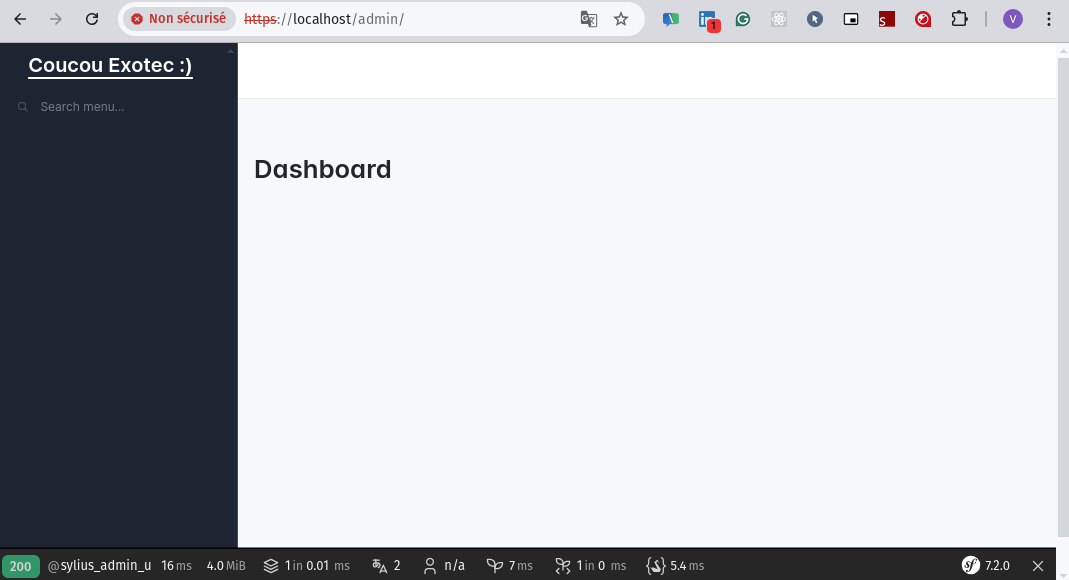 Non sécurisé https://localhost/admin/
1
S
V
Coucou Exotec :)
Search menu...
Dashboard
200 @sylius_admin_u 16 ms 4.0 MiB 1 in 0.01 ms 2 n/a 7 ms 1 in 0 ms 5.4 ms sf 7.2.0